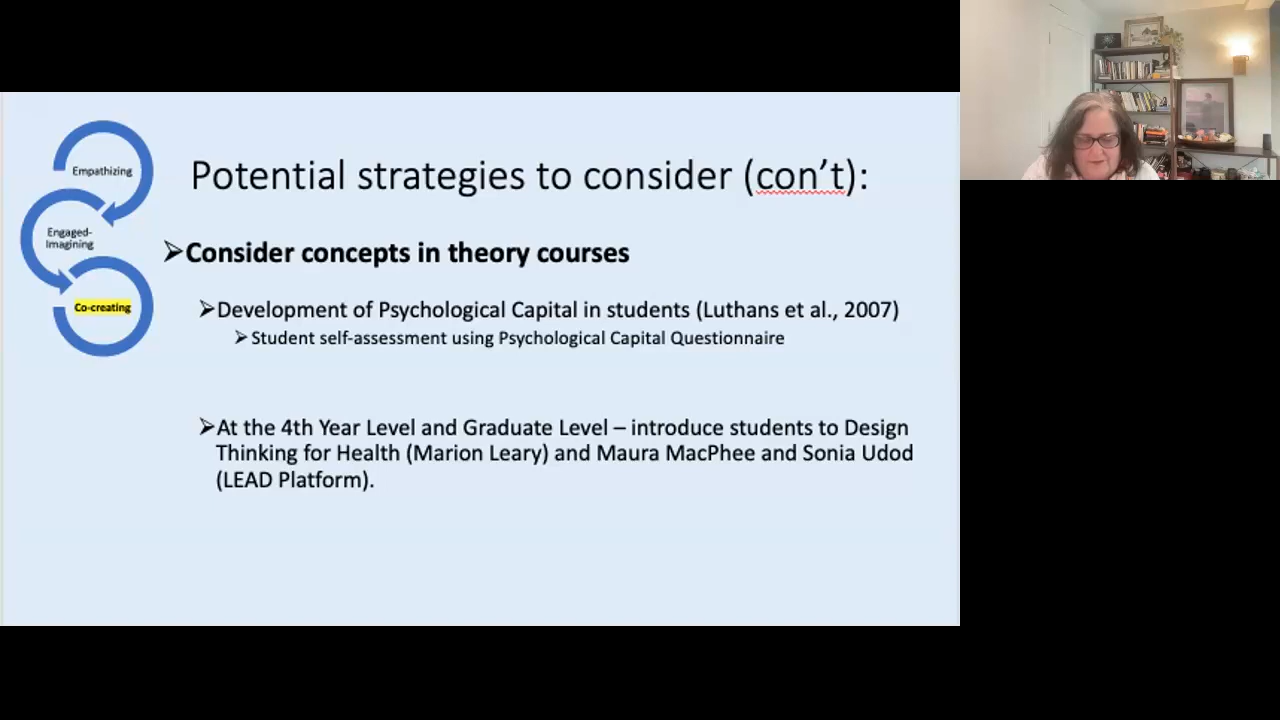 Empathizing
Engaged-
Imagining
Co-creating
Potential strategies to consider (con’t):
➢Consider concepts in theory courses
➢Development of Psychological Capital in students (Luthans et al., 2007)
➢Student self-assessment using Psychological Capital Questionnaire
➢At the 4th Year Level and Graduate Level – introduce students to Design
Thinking for Health (Marion Leary) and Maura MacPhee and Sonia Udod
(LEAD Platform).